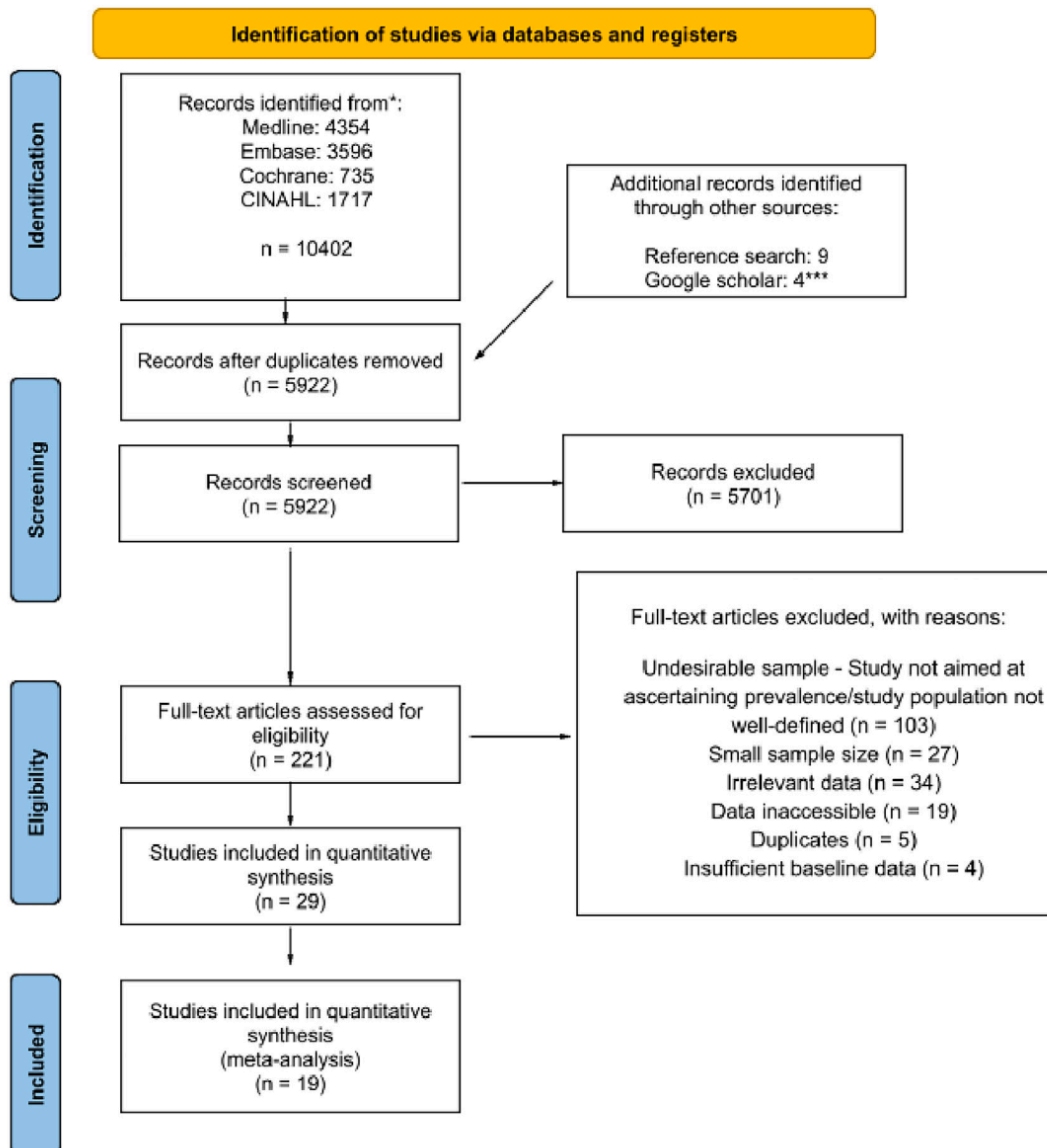 Identification of studies via databases and registers
Identification
Records identified from*:
Medline: 4354
Embase: 3596
Cochrane: 735
CINAHL: 1717
n = 10402
Additional records identified
through other sources:
Reference search: 9
Google scholar: 4***
Records after duplicates removed
(n = 5922)
Screening
Records screened
(n = 5922)
Records excluded
(n = 5701)
Full-text articles excluded, with reasons:
Undesirable sample - Study not aimed at
ascertaining prevalence/study population not
well-defined (n = 103)
Small sample size (n = 27)
Irrelevant data (n = 34)
Data inaccessible (n = 19)
Duplicates (n = 5)
Insufficient baseline data (n = 4)
Eligibility
Full-text articles assessed for
eligibility
(n = 221)
Studies included in quantitative
synthesis
(n = 29)
Included
Studies included in quantitative
synthesis
(meta-analysis)
(n = 19)